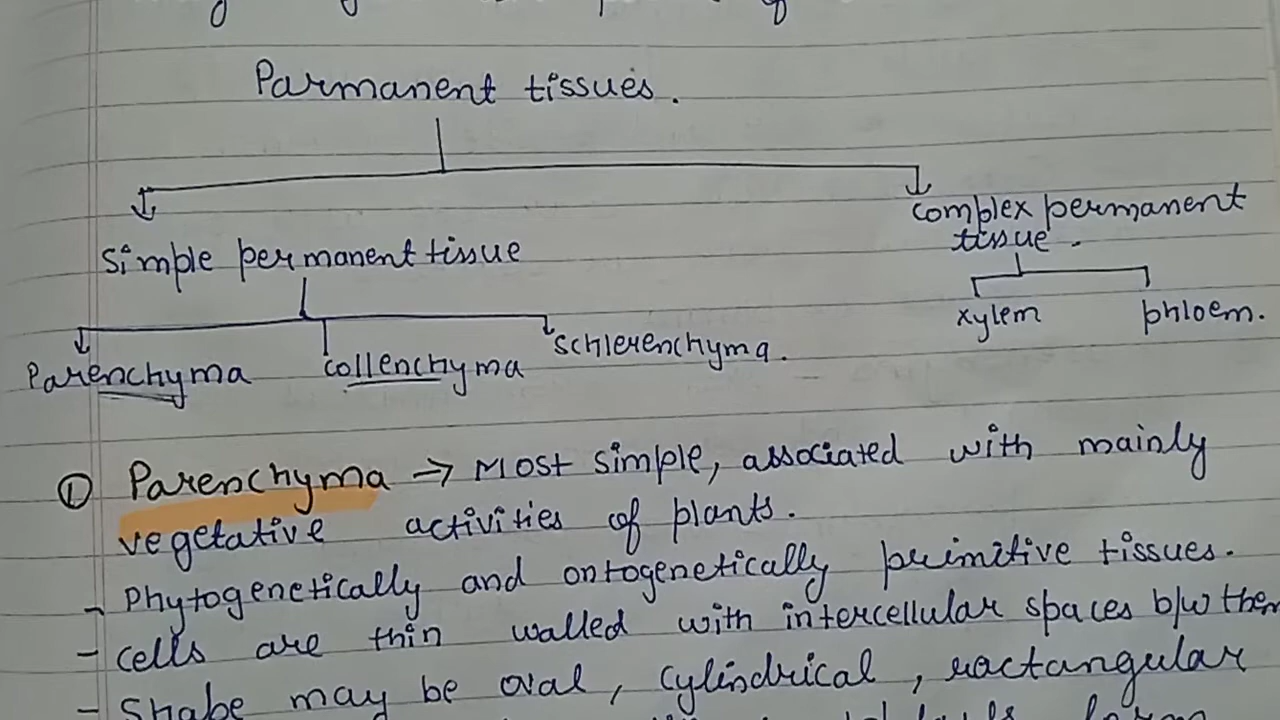 Parmanent tissues.
simple permanent tissue
complex permanent
tissue.
Parenchyma
collenchyma
schlerenchyma.
xylem
phloem.
① Parenchyma → Most simple, associated with mainly
vegetative activities of plants.
- Phytogenetically and ontogenetically primitive tissues.
- cells are thin walled with intercellular spaces b/w them
- Shape may be oval, cylindrical, ractangular